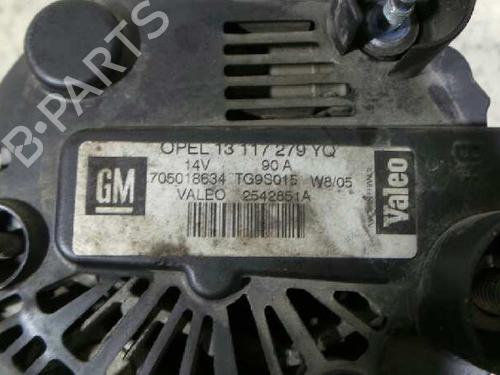 OPEL 13 117 279 YQ
14V 90 A
GM
705018634 TG9S015 W8/05
VALEO 2542851A
Valeo
B-PARTS